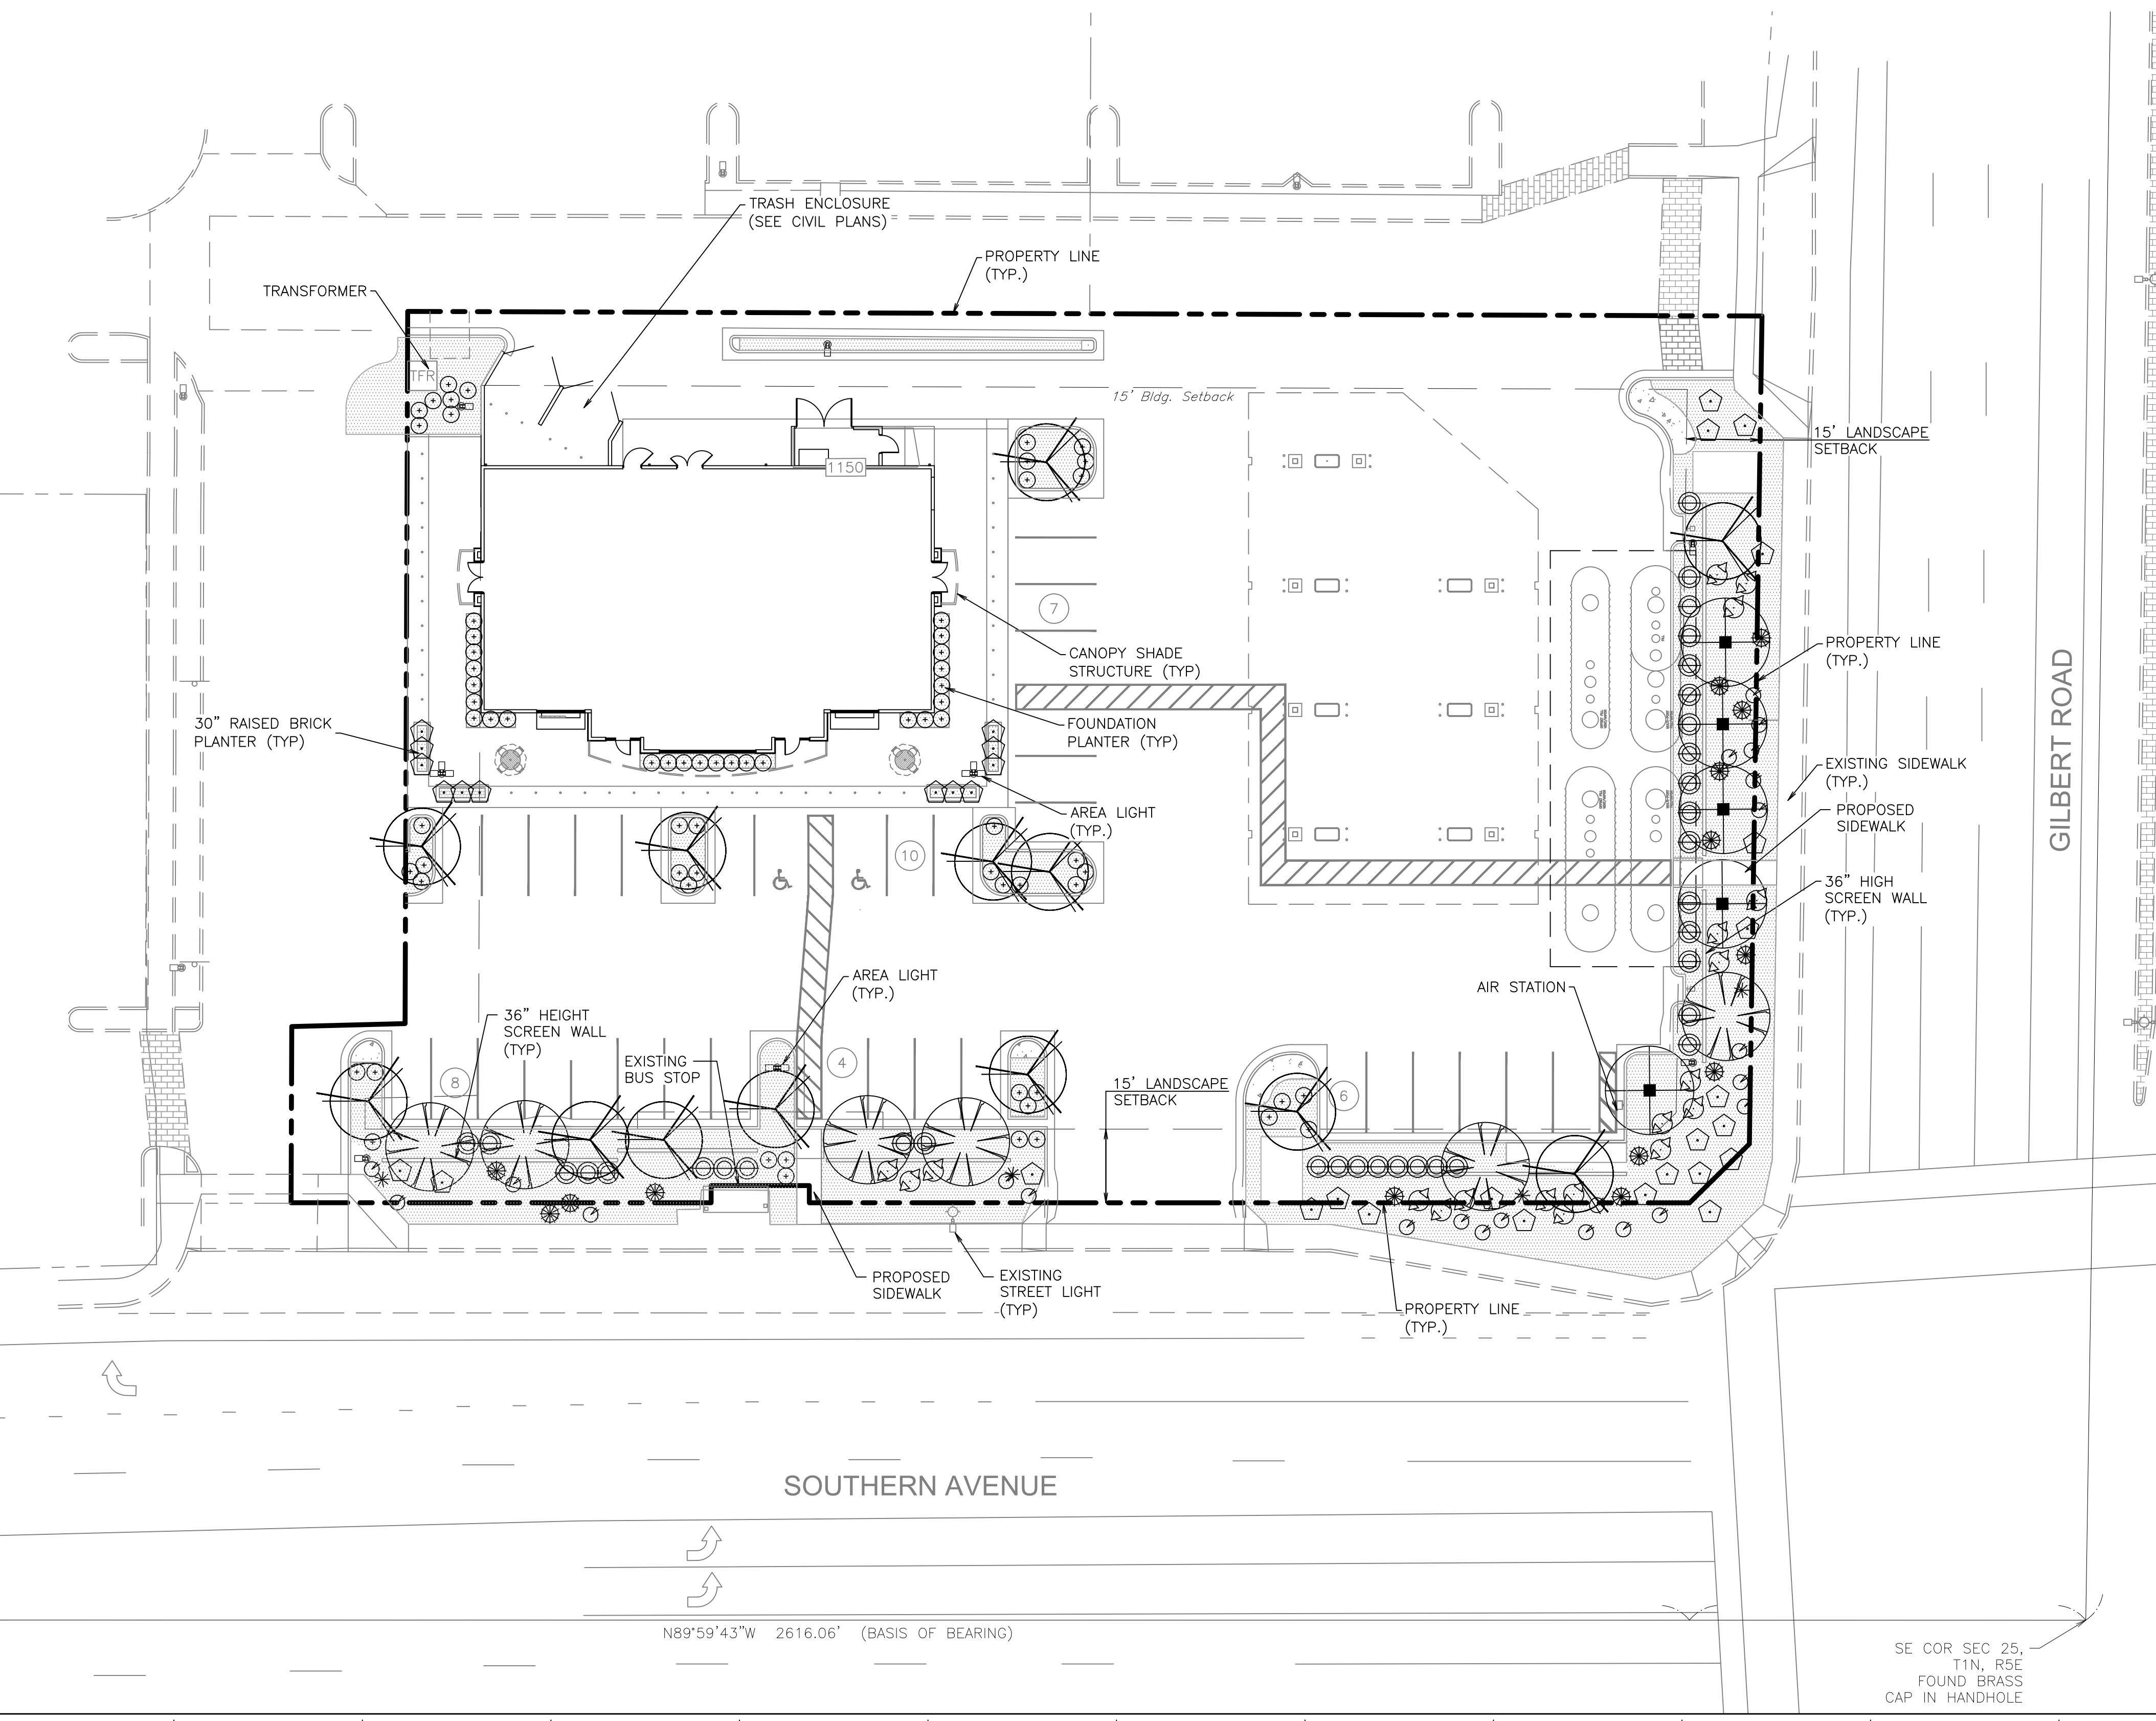 TRASH ENCLOSURE
(SEE CIVIL PLANS)
PROPERTY LINE
(TYP.)
TRANSFORMER
TFR
15' Bldg. Setback
15' LANDSCAPE
SETBACK
1150
7
CANOPY SHADE
STRUCTURE (TYP)
PROPERTY LINE
(TYP.)
30" RAISED BRICK
PLANTER (TYP)
FOUNDATION
PLANTER (TYP)
GILBERT ROAD
EXISTING SIDEWALK
(TYP.)
AREA LIGHT
(TYP.)
PROPOSED
SIDEWALK
10
36" HIGH
SCREEN WALL
(TYP.)
AREA LIGHT
(TYP.)
AIR STATION
36" HEIGHT
SCREEN WALL
(TYP)
EXISTING
BUS STOP
8
4
15' LANDSCAPE
SETBACK
6
PROPOSED
SIDEWALK
EXISTING
STREET LIGHT
(TYP)
PROPERTY LINE
(TYP.)
SOUTHERN AVENUE
N89°59'43"W 2616.06' (BASIS OF BEARING)
SE COR SEC 25,
T1N, R5E
FOUND BRASS
CAP IN HANDHOLE